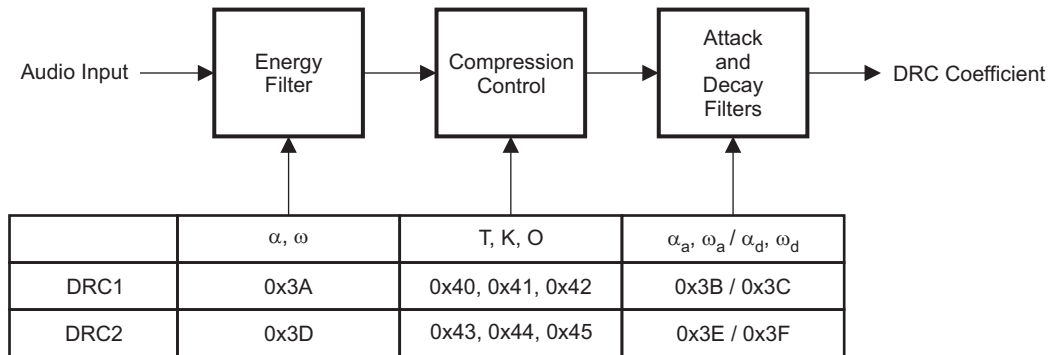 Audio Input
Energy
Filter
Compression
Control
Attack
and
Decay
Filters
DRC Coefficient
α, ω
T, K, O
αa, ωa / αd, ωd
DRC1
0x3A
0x40, 0x41, 0x42
0x3B / 0x3C
DRC2
0x3D
0x43, 0x44, 0x45
0x3E / 0x3F